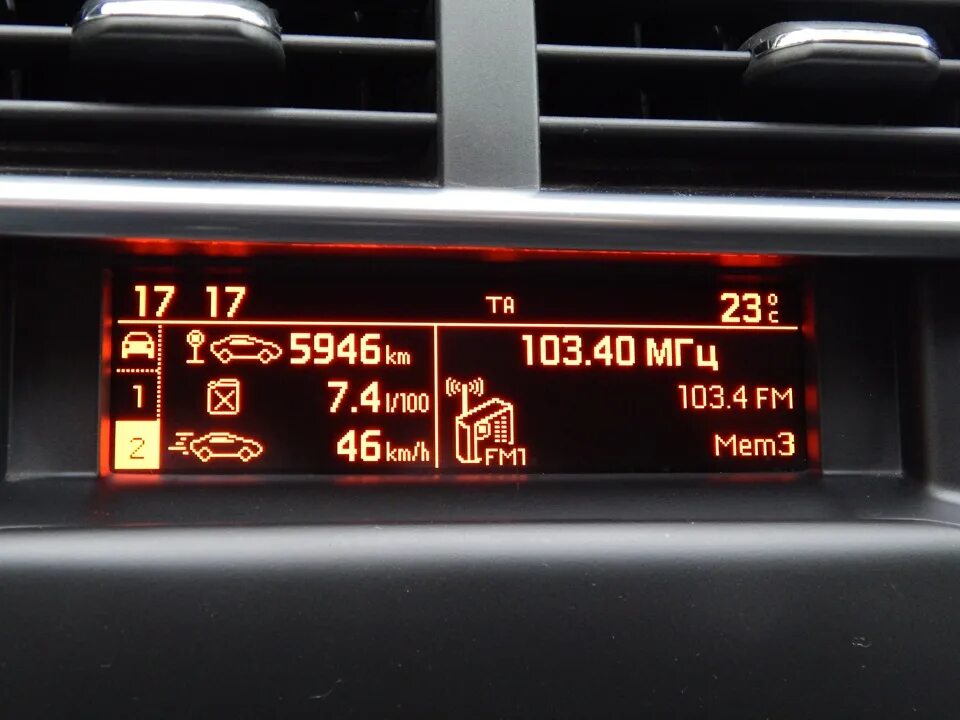 17 17 TA 23°C
5946 km
1 7.4 l/100
2 46 km/h
103.40 МГц
103.4 FM
FM1 Mem3